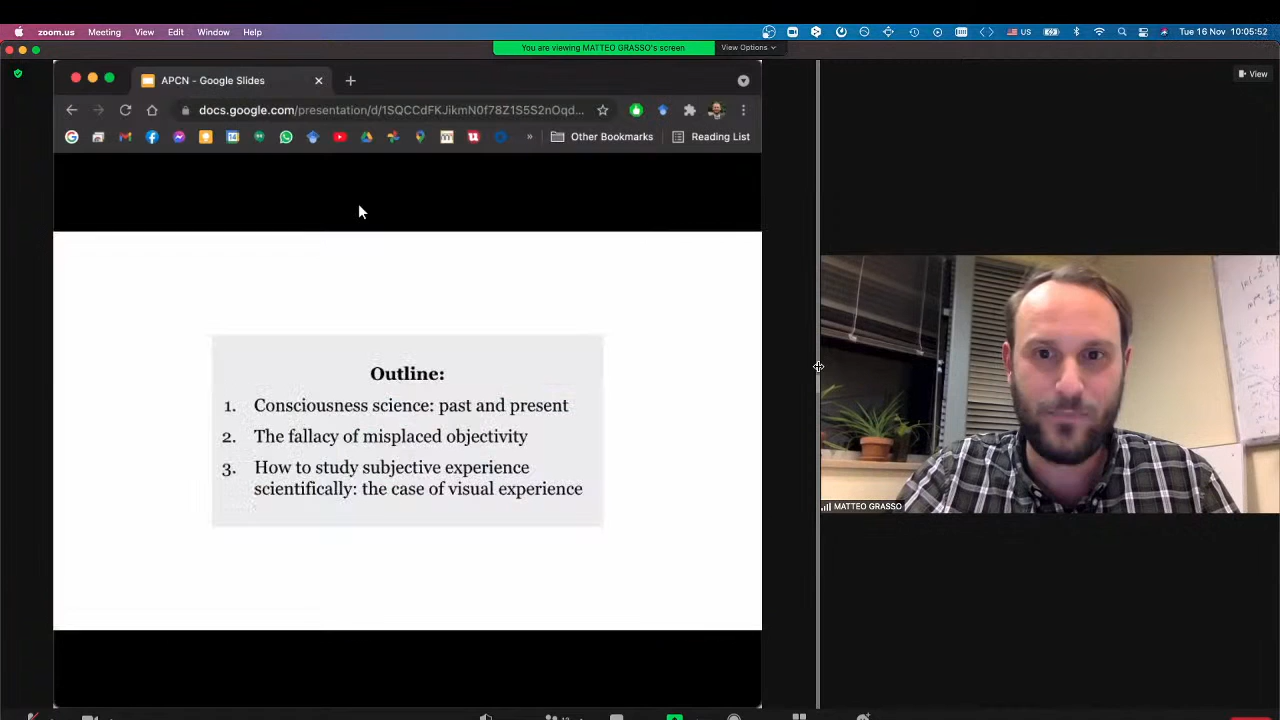 zoom.us Meeting View Edit Window Help
US
Tue 16 Nov 10:05:52
You are viewing MATTEO GRASSO's screen
View Options
View
APCN - Google Slides
docs.google.com/presentation/d/1SQCCdFKJikmN0f78Z1S5S2nOqd...
Other Bookmarks
Reading List
Outline:
1. Consciousness science: past and present
2. The fallacy of misplaced objectivity
3. How to study subjective experience
scientifically: the case of visual experience
MATTEO GRASSO